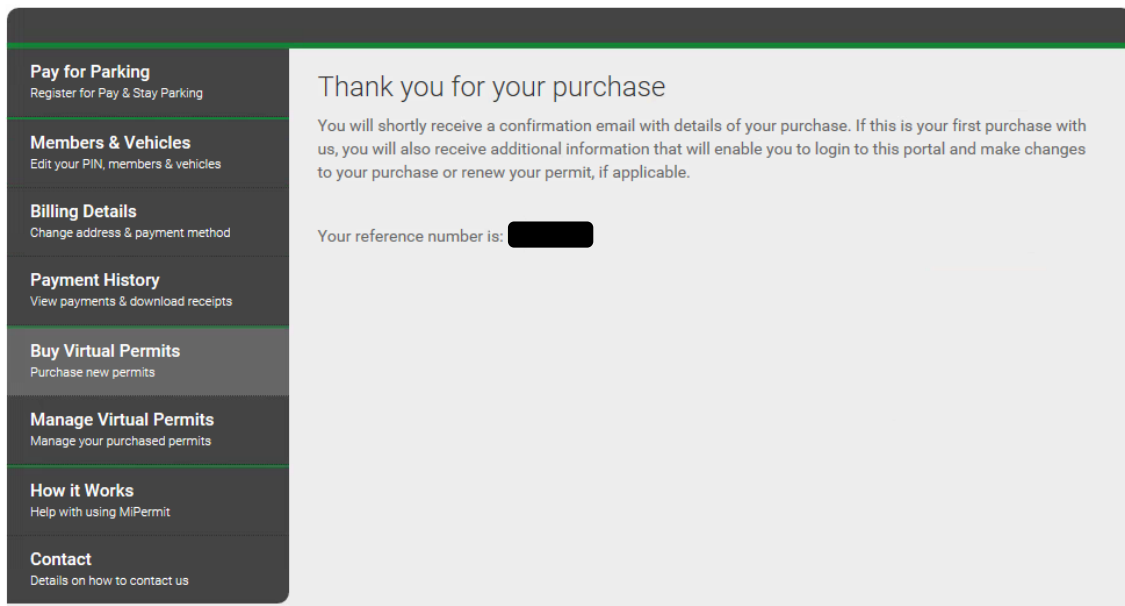 Pay for Parking
Register for Pay & Stay Parking
Members & Vehicles
Edit your PIN, members & vehicles
Billing Details
Change address & payment method
Payment History
View payments & download receipts
Buy Virtual Permits
Purchase new permits
Manage Virtual Permits
Manage your purchased permits
How it Works
Help with using MiPermit
Contact
Details on how to contact us
Thank you for your purchase
You will shortly receive a confirmation email with details of your purchase. If this is your first purchase with
us, you will also receive additional information that will enable you to login to this portal and make changes
to your purchase or renew your permit, if applicable.
Your reference number is: